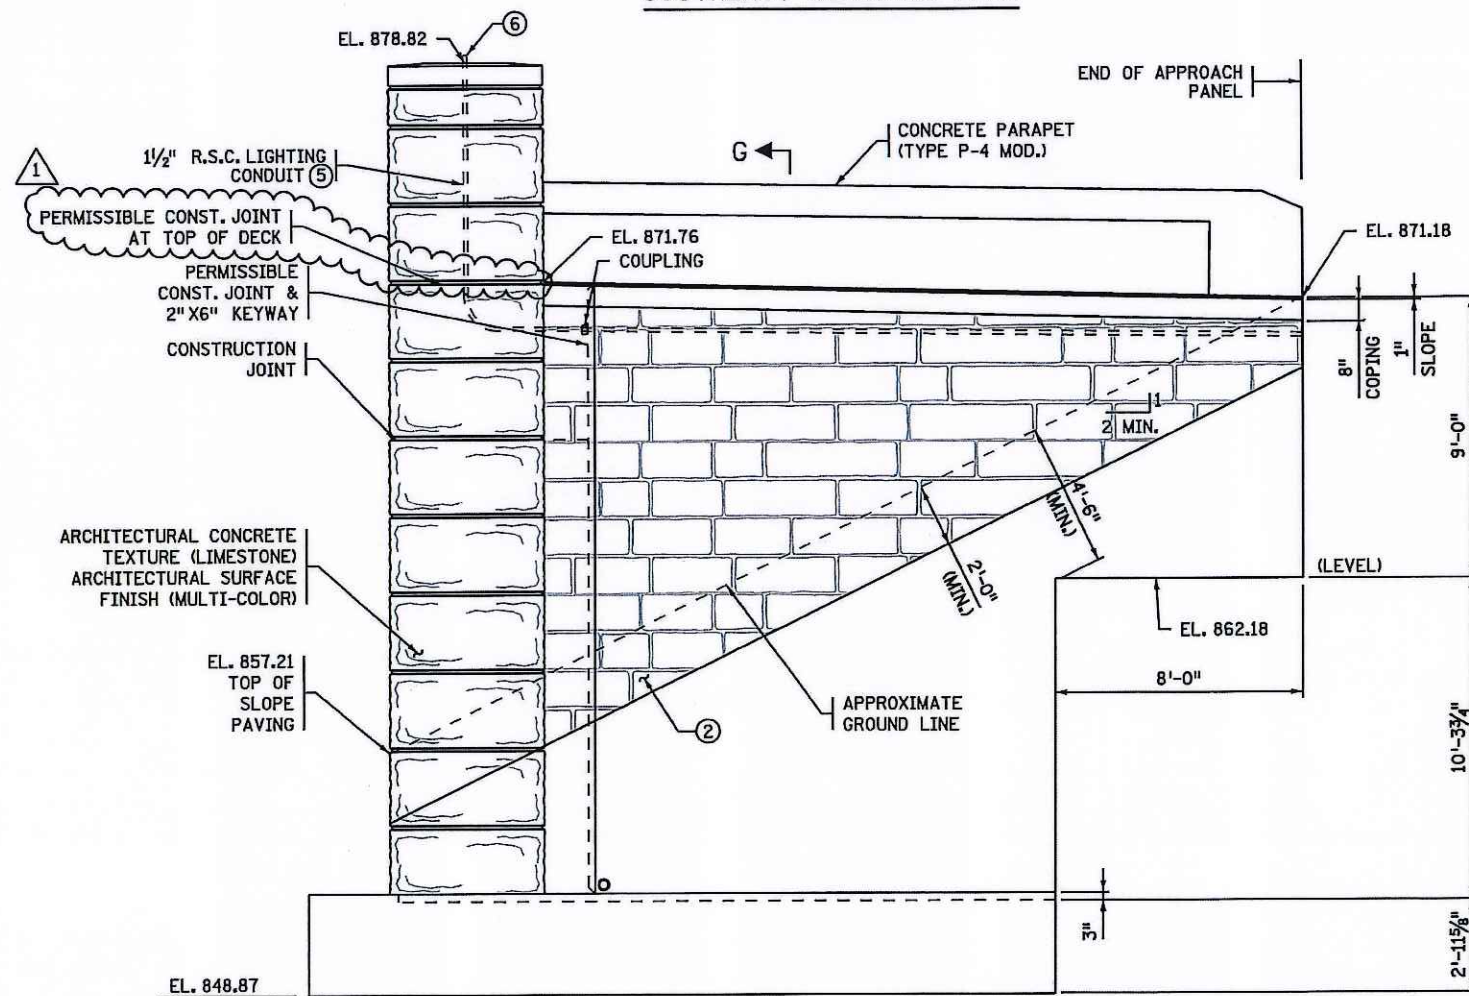 EL. 878.82
6
END OF APPROACH
PANEL
CONCRETE PARAPET
(TYPE P-4 MOD.)
G
1
1½" R.S.C. LIGHTING
CONDUIT 5
PERMISSIBLE CONST. JOINT
AT TOP OF DECK
EL. 871.76
COUPLING
EL. 871.18
PERMISSIBLE
CONST. JOINT &
2"X6" KEYWAY
CONSTRUCTION
JOINT
8"
COPING
1"
SLOPE
9'-0"
1
2 MIN.
4'-6"
(MIN.)
2'-0"
(MIN.)
ARCHITECTURAL CONCRETE
TEXTURE (LIMESTONE)
ARCHITECTURAL SURFACE
FINISH (MULTI-COLOR)
(LEVEL)
EL. 862.18
EL. 857.21
TOP OF
SLOPE
PAVING
8'-0"
APPROXIMATE
GROUND LINE
2
10'-3¾"
3"
2'-11⅝"
EL. 848.87